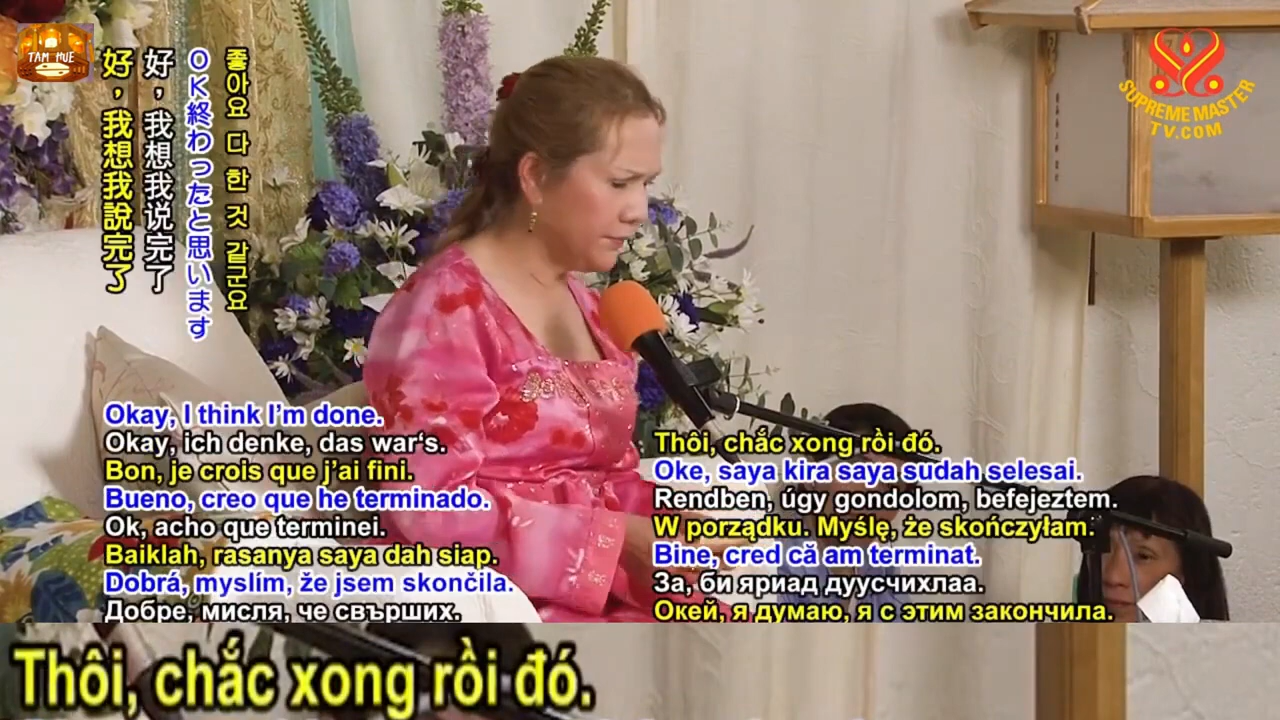 TAM HUE
SUPREME MASTER
TV.COM
好，我想我說完了
好，我想我说完了
OK終わったと思います
좋아요 다 한 것 같군요
Okay, I think I'm done.
Okay, ich denke, das war‘s.
Bon, je crois que j'ai fini.
Bueno, creo que he terminado.
Ok, acho que terminei.
Baiklah, rasanya saya dah siap.
Dobrá, myslím, že jsem skončila.
Добре, мисля, че свърших.
Thôi, chắc xong rồi đó.
Oke, saya kira saya sudah selesai.
Rendben, úgy gondolom, befejeztem.
W porządku. Myślę, że skończyłam.
Bine, cred că am terminat.
За, би яриад дуусчихлаа.
Окей, я думаю, я с этим закончила.
Thôi, chắc xong rồi đó.